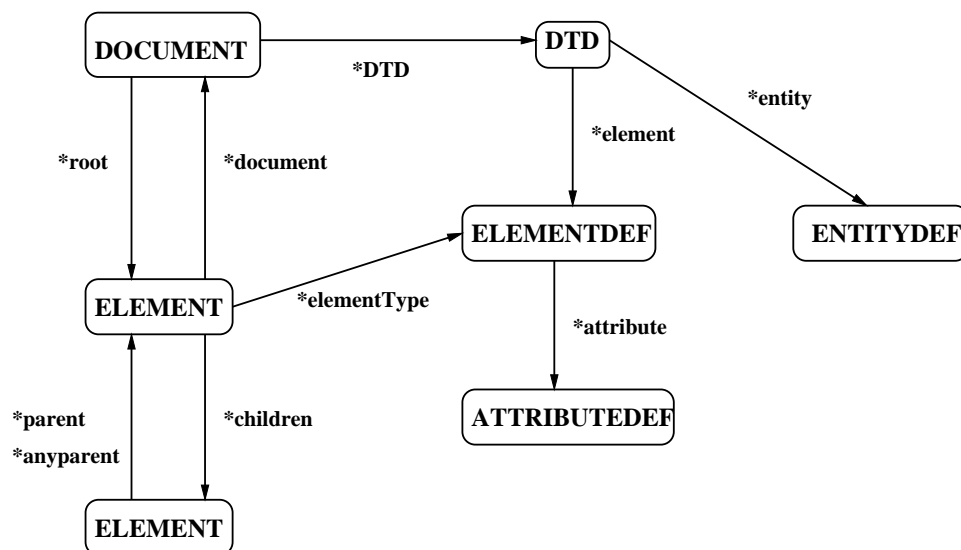 DOCUMENT
DTD
*DTD
*entity
*element
*root
*document
ELEMENTDEF
ENTITYDEF
ELEMENT
*elementType
*attribute
*parent
*children
ATTRIBUTEDEF
*anyparent
ELEMENT